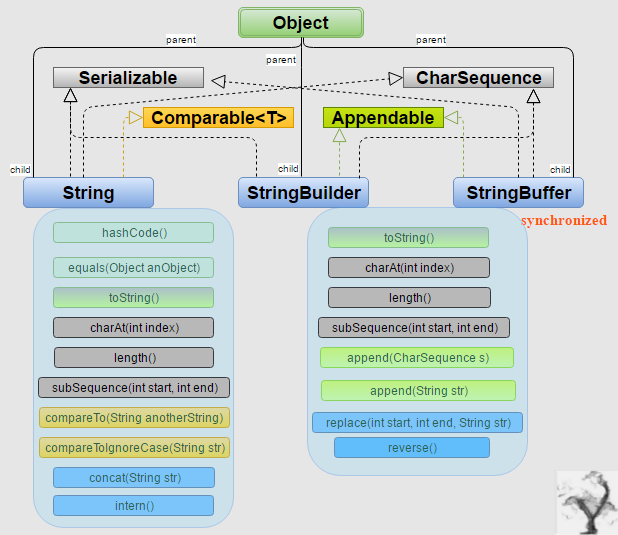 Object
parent
parent
parent
Serializable
CharSequence
Comparable<T>
Appendable
child
child
child
String
StringBuilder
StringBuffer
synchronized
hashCode()
equals(Object anObject)
toString()
charAt(int index)
length()
subSequence(int start, int end)
compareTo(String anotherString)
compareToIgnoreCase(String str)
concat(String str)
intern()
toString()
charAt(int index)
length()
subSequence(int start, int end)
append(CharSequence s)
append(String str)
replace(int start, int end, String str)
reverse()